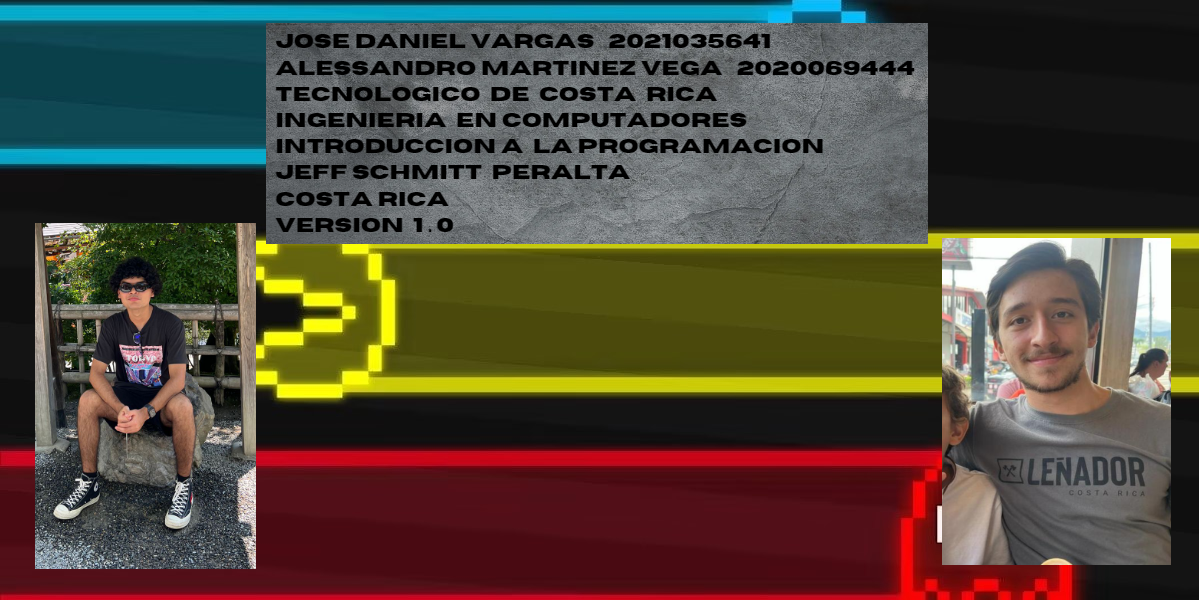 JOSE DANIEL VARGAS 2021035641
ALESSANDRO MARTINEZ VEGA 2020069444
TECNOLOGICO DE COSTA RICA
INGENIERIA EN COMPUTADORES
INTRODUCCION A LA PROGRAMACION
JEFF SCHMITT PERALTA
COSTA RICA
VERSION 1.0
LEÑADOR
COSTA RICA